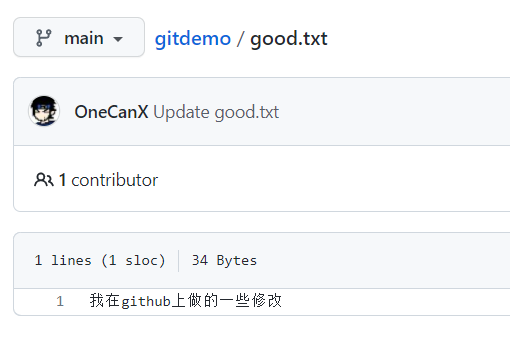 main
gitdemo / good.txt
OneCanX Update good.txt
1 contributor
1 lines (1 sloc) 34 Bytes
1 我在github上做的一些修改